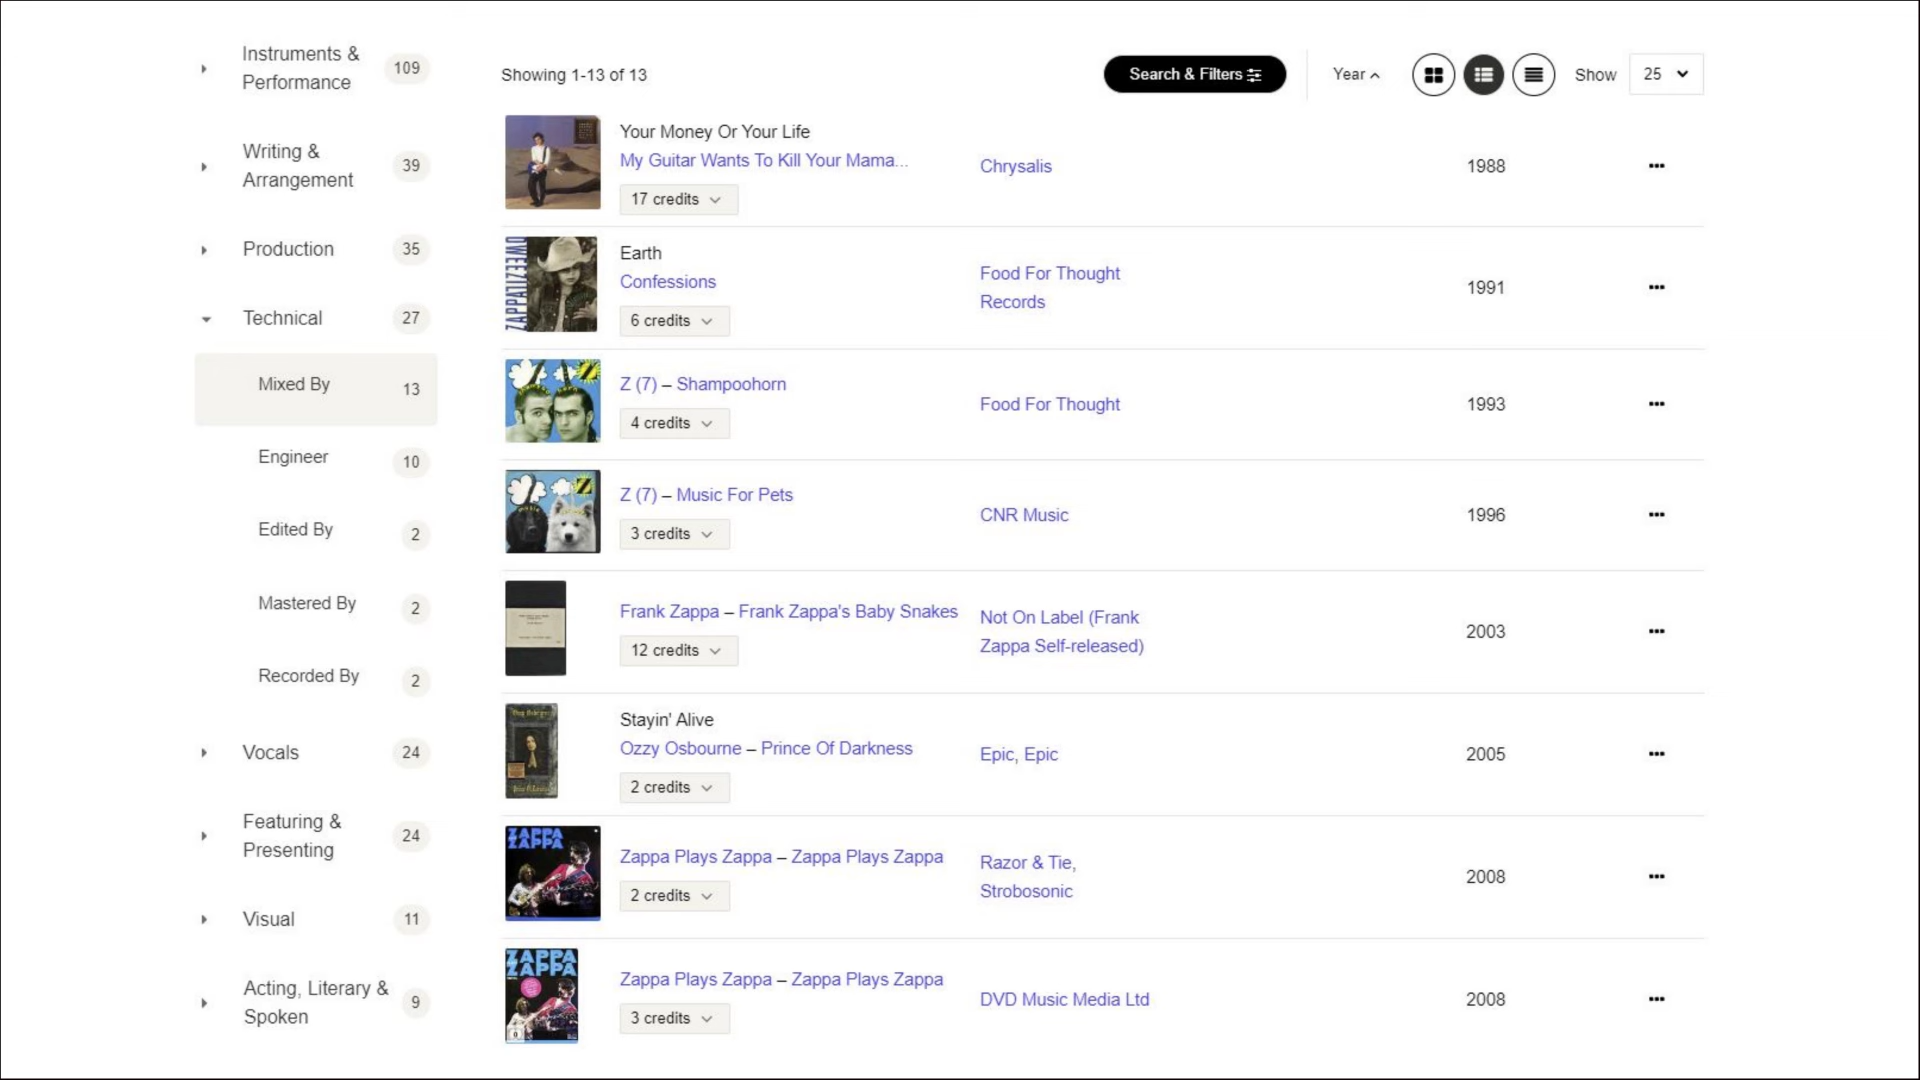 Instruments &
Performance
109
Writing &
Arrangement
39
Production
35
Technical
27
Mixed By
13
Engineer
10
Edited By
2
Mastered By
2
Recorded By
2
Vocals
24
Featuring &
Presenting
24
Visual
11
Acting, Literary &
Spoken
9
Showing 1-13 of 13
Search & Filters
Year
Show
25
Your Money Or Your Life
My Guitar Wants To Kill Your Mama...
17 credits
Chrysalis
1988
ZAPPA
DWEEZIL
Earth
Confessions
6 credits
Food For Thought
Records
1991
Z
Z (7) – Shampoohorn
4 credits
Food For Thought
1993
Z
Z (7) – Music For Pets
3 credits
CNR Music
1996
Frank Zappa – Frank Zappa's Baby Snakes
12 credits
Not On Label (Frank
Zappa Self-released)
2003
Stayin' Alive
Ozzy Osbourne – Prince Of Darkness
2 credits
Epic, Epic
2005
ZAPPA
ZAPPA
Zappa Plays Zappa – Zappa Plays Zappa
2 credits
Razor & Tie,
Strobosonic
2008
ZAPPA
ZAPPA
Zappa Plays Zappa – Zappa Plays Zappa
3 credits
DVD Music Media Ltd
2008